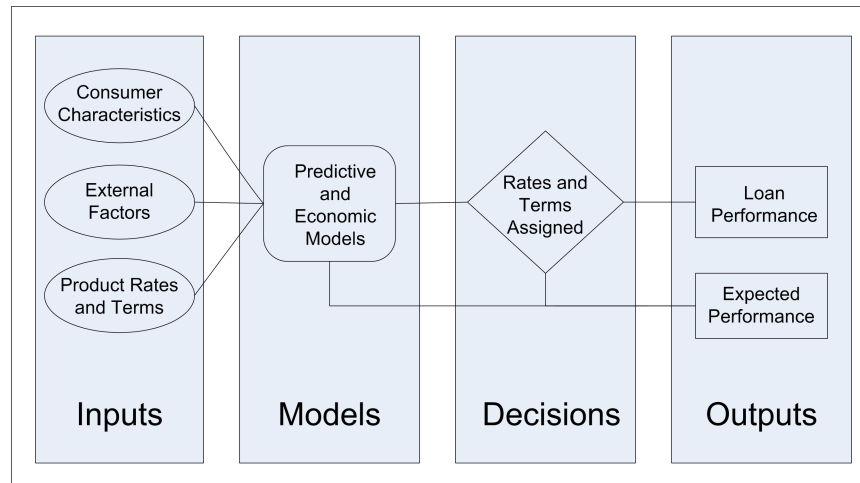 Consumer
Characteristics
External
Factors
Product Rates
and Terms
Inputs
Predictive
and
Economic
Models
Models
Rates and
Terms
Assigned
Decisions
Loan
Performance
Expected
Performance
Outputs